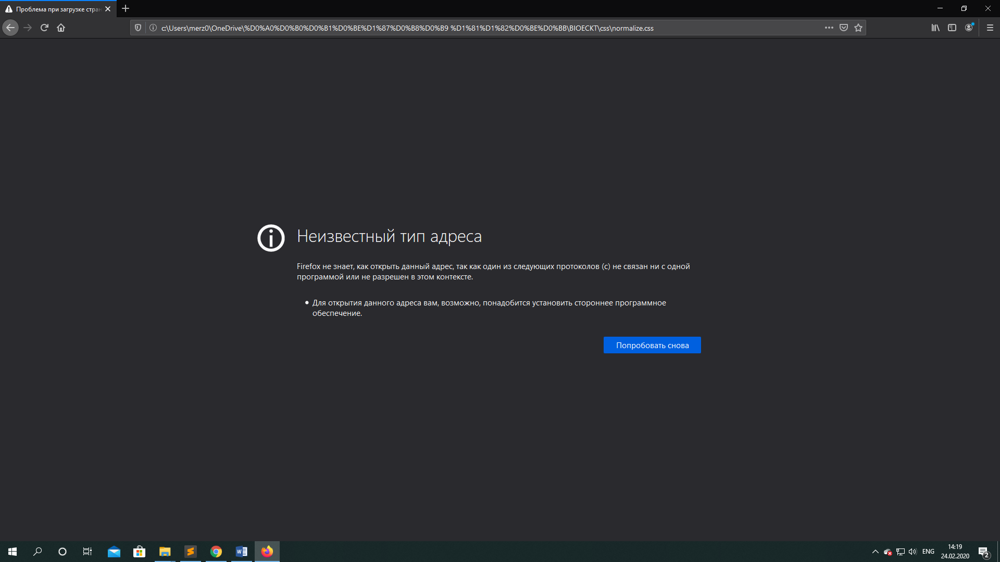 Проблема при загрузке стран
c:\Users\merz0\OneDrive\%D0%A0%D0%B0%D0%B1%D0%BE%D1%87%D0%B8%D0%B9 %D1%81%D1%82%D0%BE%D0%BB\BIOECKT\css\normalize.css
Неизвестный тип адреса
Firefox не знает, как открыть данный адрес, так как один из следующих протоколов (c) не связан ни с одной
программой или не разрешен в этом контексте.
Для открытия данного адреса вам, возможно, понадобится установить стороннее программное
обеспечение.
Попробовать снова
ENG
14:19
24.02.2020
2